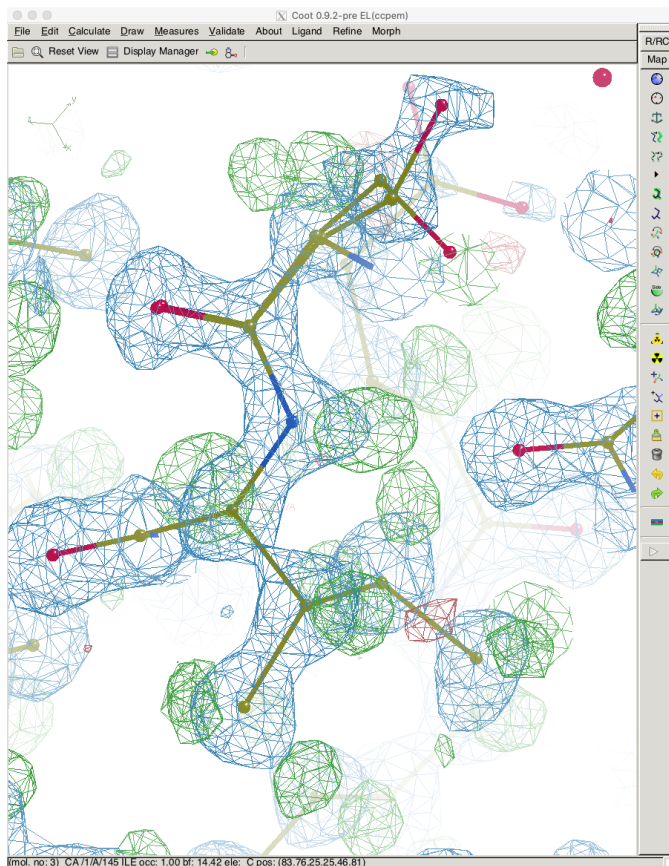 Coot 0.9.2-pre EL(ccpem)
File Edit Calculate Draw Measures Validate About Ligand Refine Morph
R/RC
Reset View Display Manager
Map
Side
(mol. no: 3) CA/1/A/145 ILE occ: 1.00 bf: 14.42 ele: C pos: (83.76,25.25,46.81)